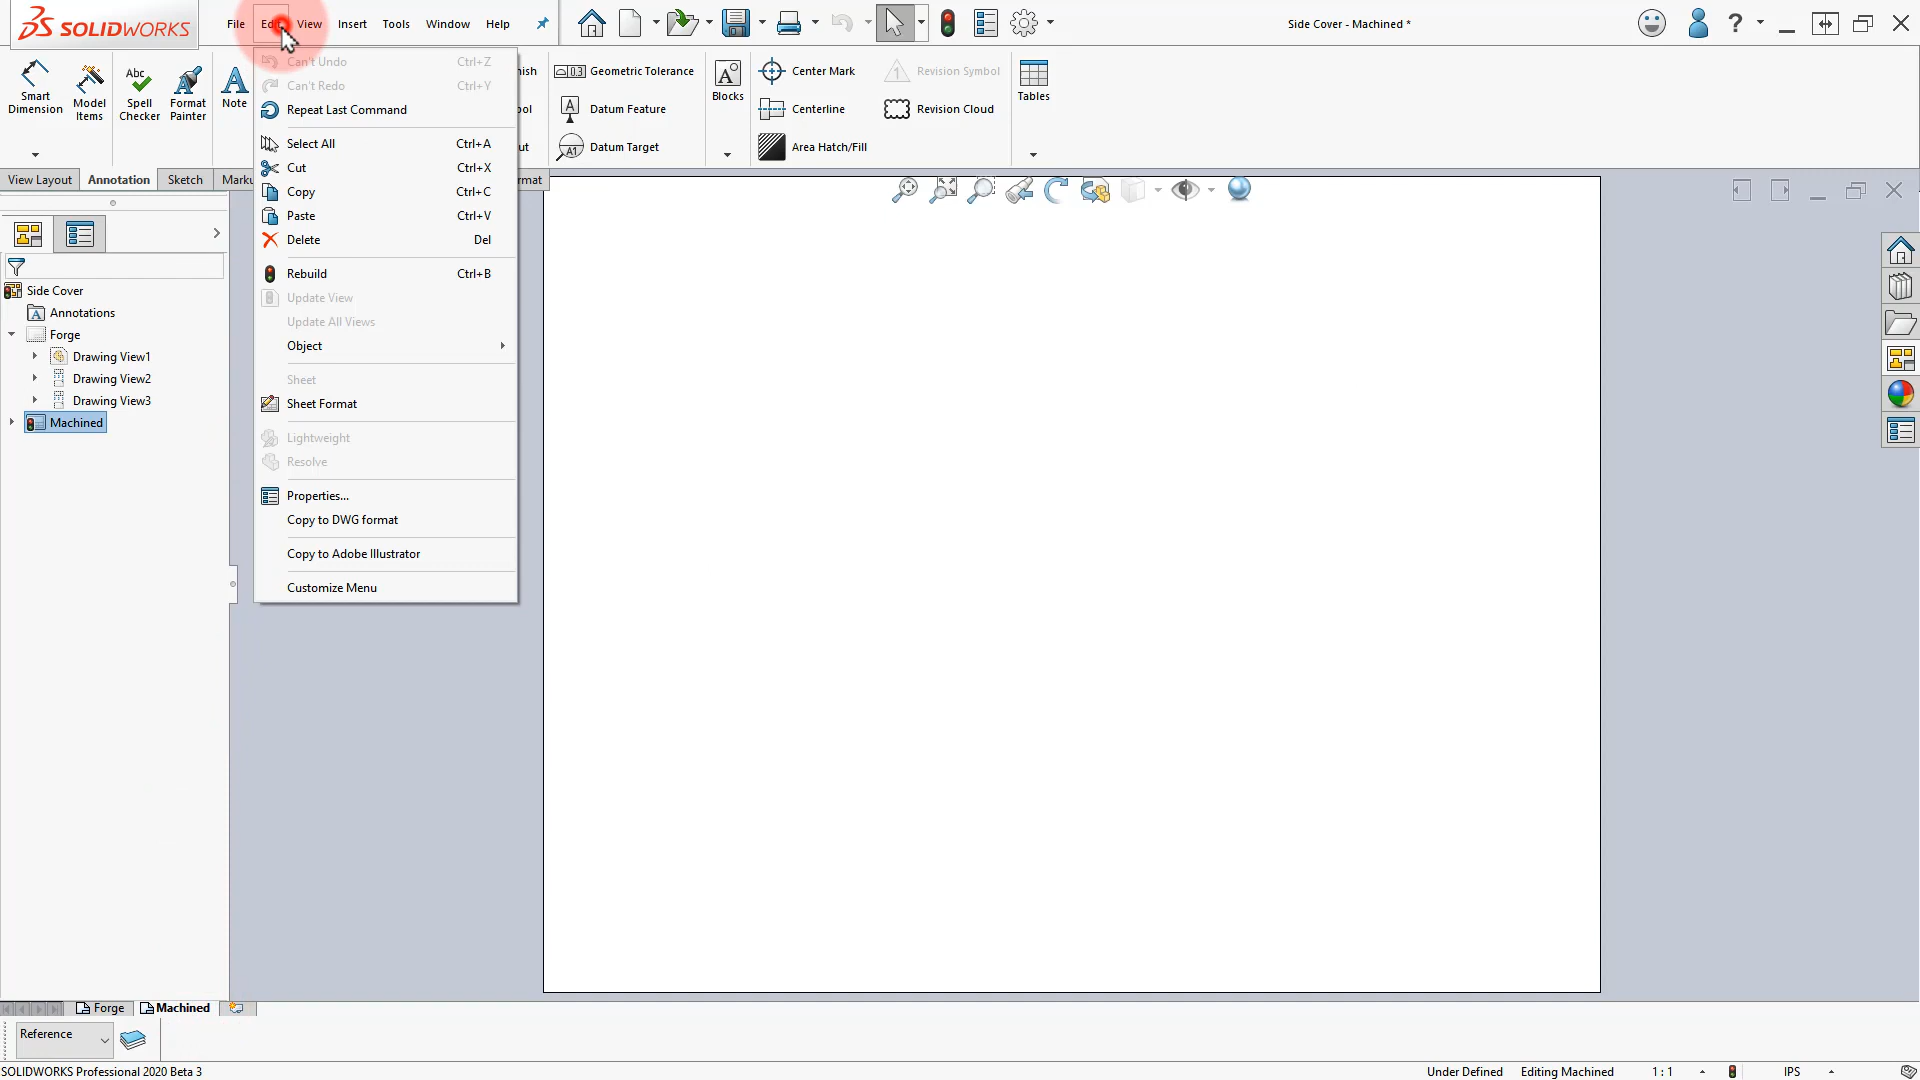 SOLIDWORKS
File Edit View Insert Tools Window Help
Side Cover - Machined *
Smart Dimension
Model Items
Spell Checker
Format Painter
Note
Geometric Tolerance
Datum Feature
Datum Target
Blocks
Center Mark
Centerline
Area Hatch/Fill
Revision Symbol
Revision Cloud
Tables
View Layout Annotation Sketch
Can't Undo Ctrl+Z
Can't Redo Ctrl+Y
Repeat Last Command
Select All Ctrl+A
Cut Ctrl+X
Copy Ctrl+C
Paste Ctrl+V
Delete Del
Rebuild Ctrl+B
Update View
Update All Views
Object
Sheet
Sheet Format
Lightweight
Resolve
Properties...
Copy to DWG format
Copy to Adobe Illustrator
Customize Menu
Side Cover
Annotations
Forge
Drawing View1
Drawing View2
Drawing View3
Machined
Forge Machined
Reference
SOLIDWORKS Professional 2020 Beta 3
Under Defined Editing Machined 1:1 IPS